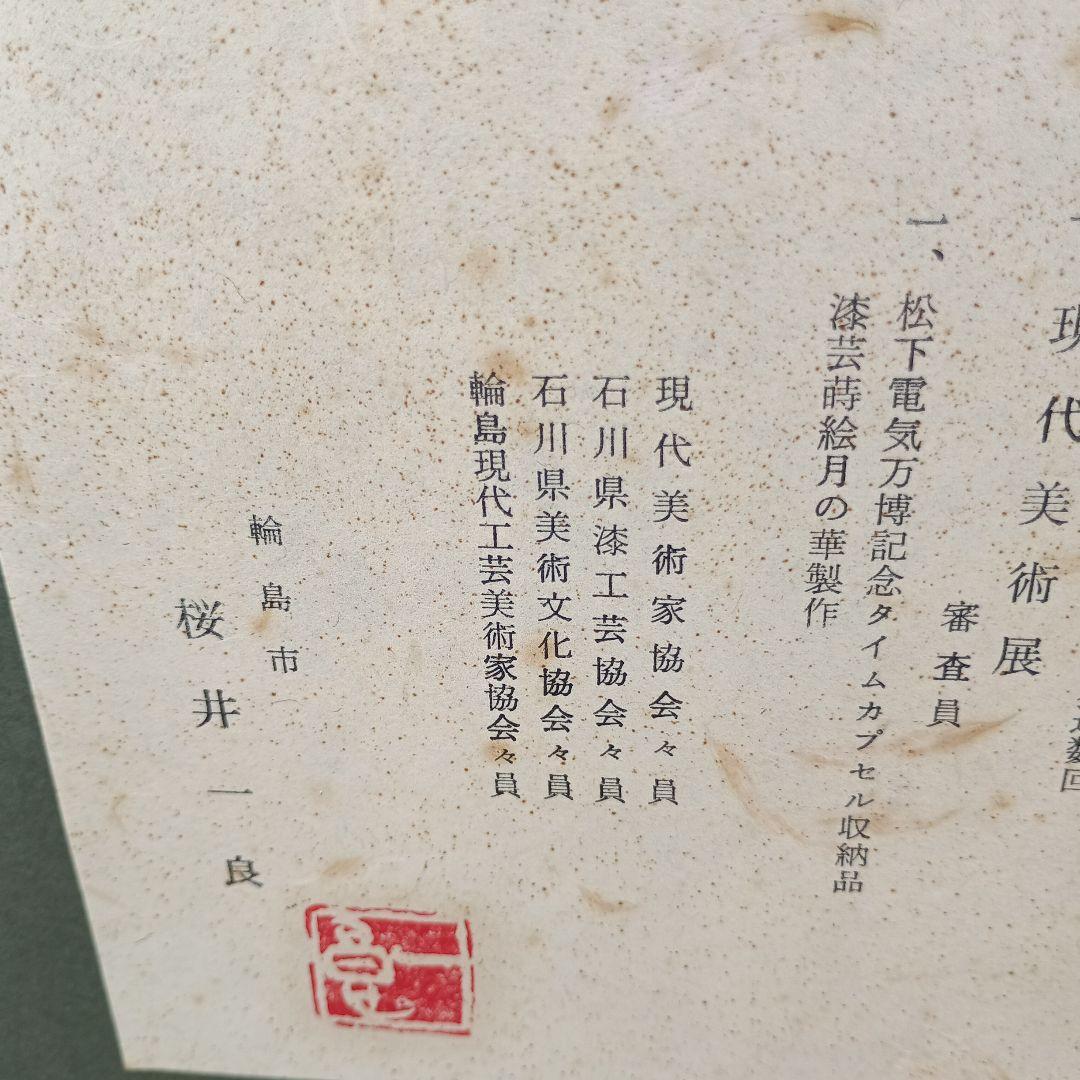 現代美術展
審査員
一、松下電気万博記念タイムカプセル収納品
漆芸蒔絵月の華製作
現代美術家協会々員
石川県漆工芸協会々員
石川県美術文化協会々員
輪島現代工芸美術家協会々員
輪島市
桜井一良